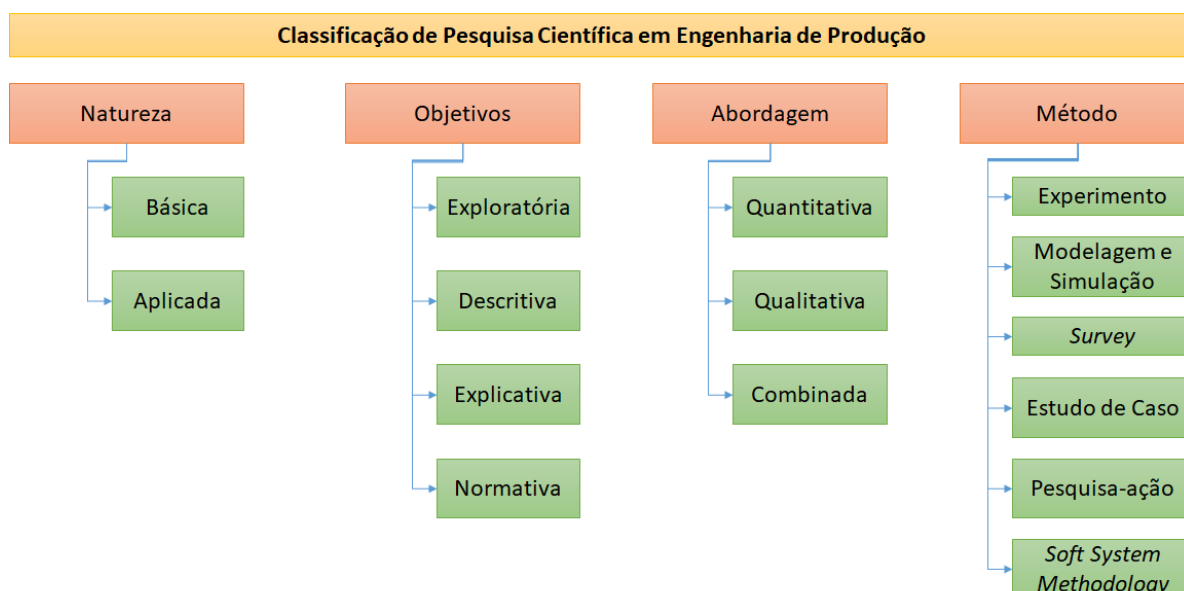 Classificação de Pesquisa Científica em Engenharia de Produção
Natureza
Básica
Aplicada
Objetivos
Exploratória
Descritiva
Explicativa
Normativa
Abordagem
Quantitativa
Qualitativa
Combinada
Método
Experimento
Modelagem e
Simulação
Survey
Estudo de Caso
Pesquisa-ação
Soft System
Methodology